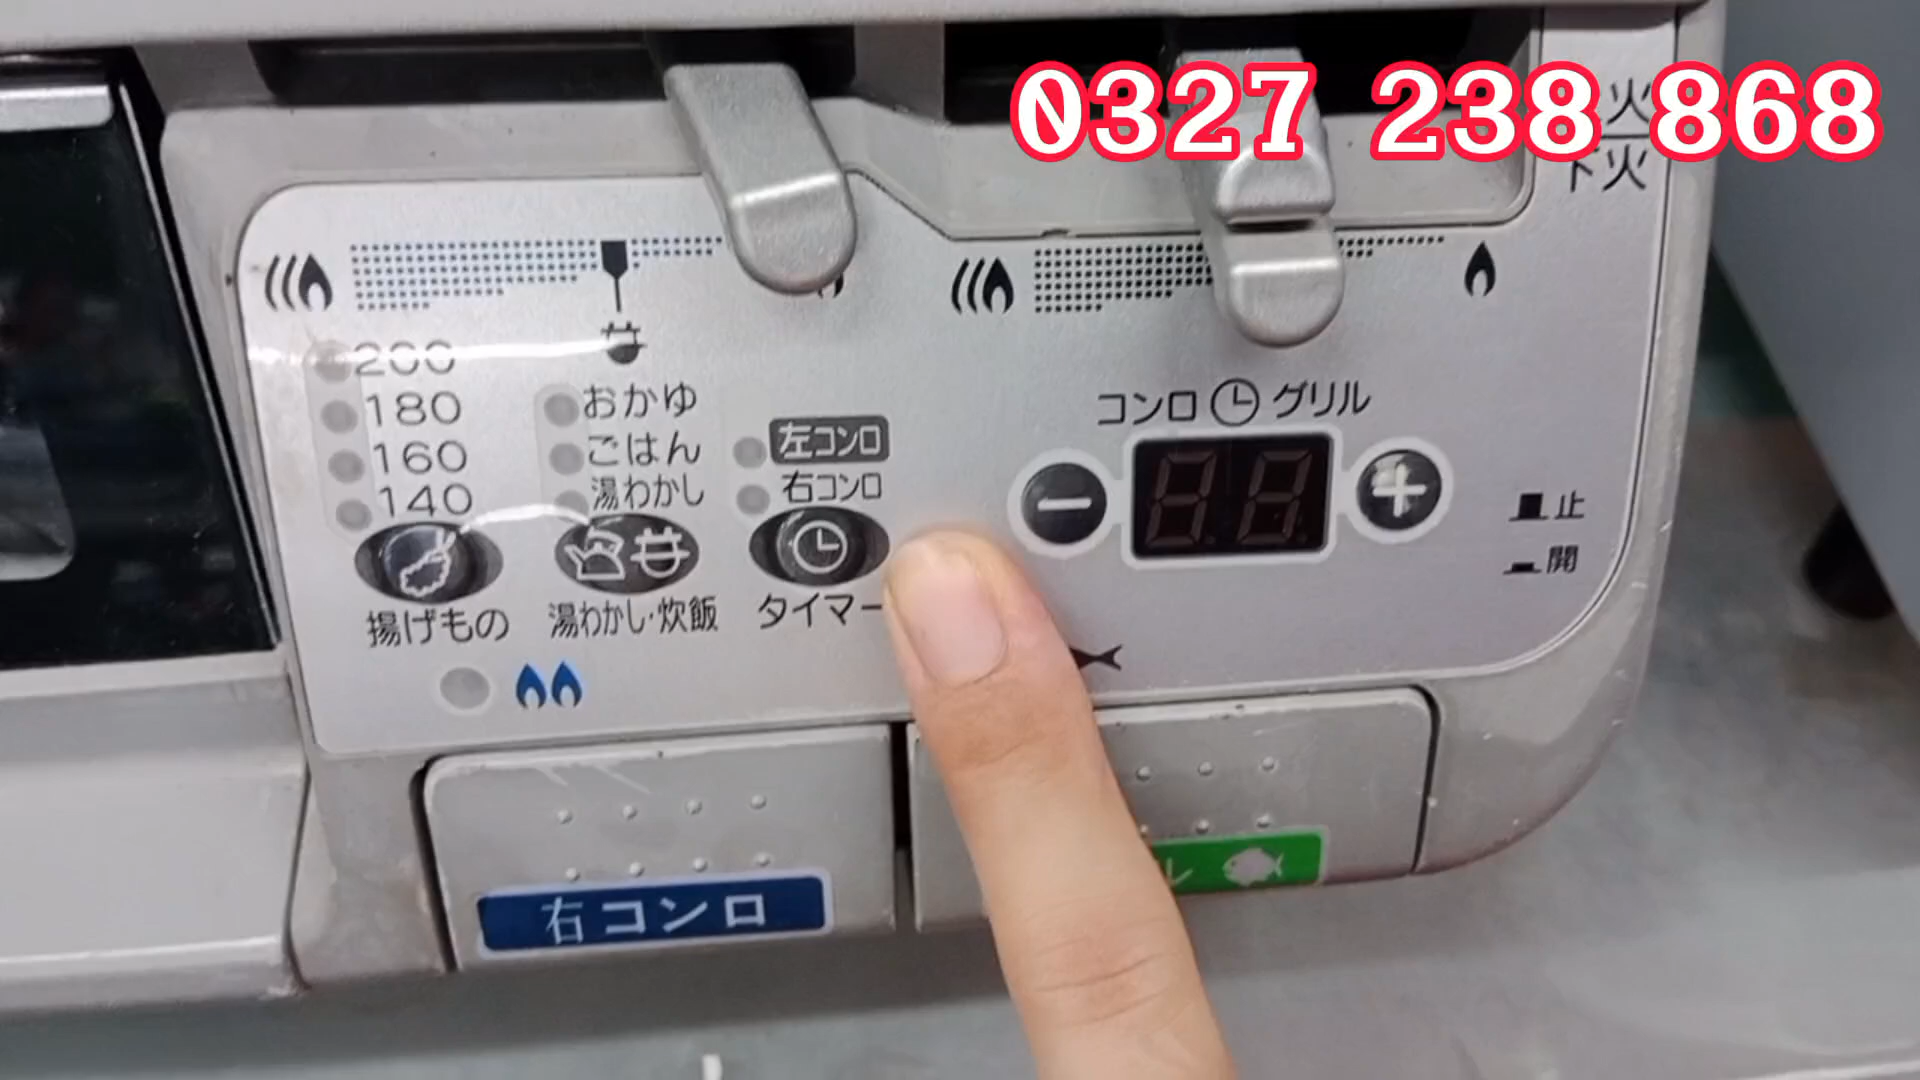 0327 238 868
火
下火
200
180
160
140
おかゆ
ごはん
湯わかし
左コンロ
右コンロ
コンロ グリル
88
止
開
揚げもの
湯わかし・炊飯
タイマー
右コンロ
ル